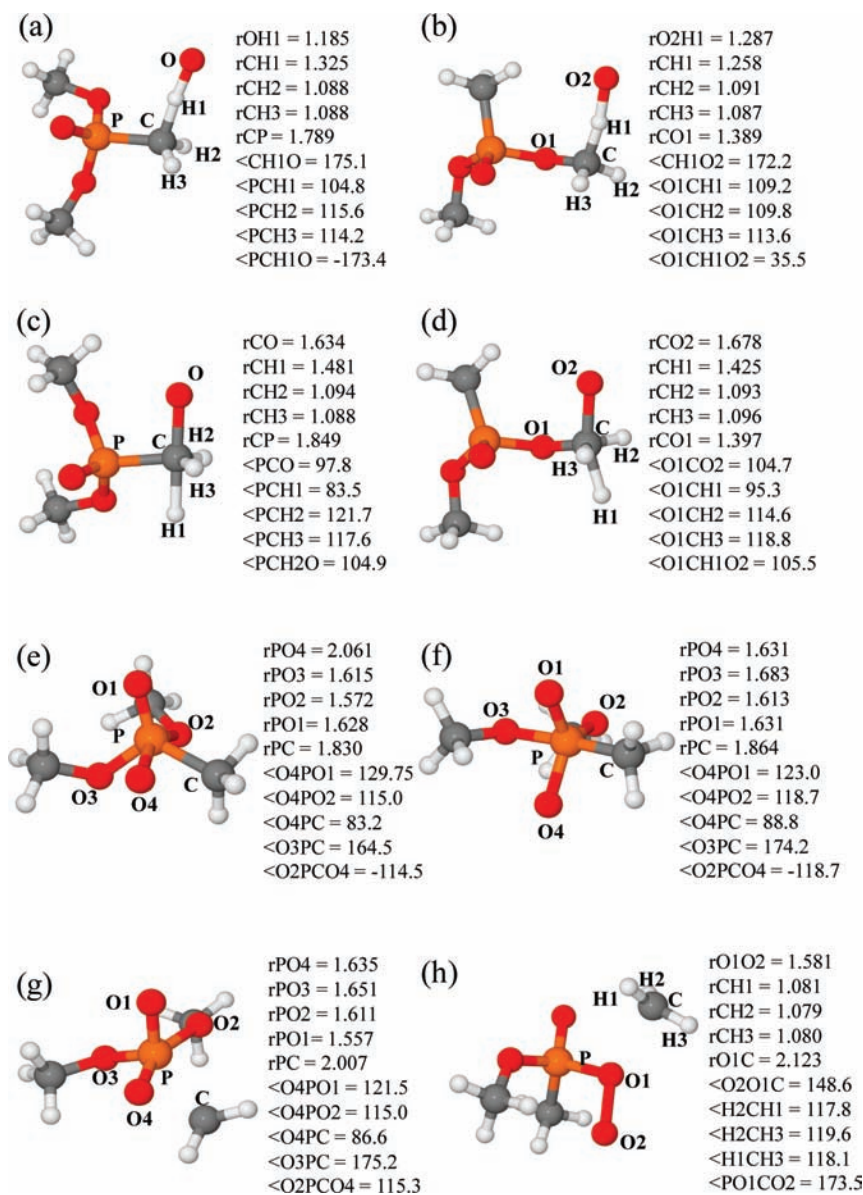 (a)
O
H1
P
C
H2
H3
rOH1 = 1.185
rCH1 = 1.325
rCH2 = 1.088
rCH3 = 1.088
rCP = 1.789
<CH1O = 175.1
<PCH1 = 104.8
<PCH2 = 115.6
<PCH3 = 114.2
<PCH1O = -173.4
(b)
O2
H1
O1
C
H2
H3
rO2H1 = 1.287
rCH1 = 1.258
rCH2 = 1.091
rCH3 = 1.087
rCO1 = 1.389
<CH1O2 = 172.2
<O1CH1 = 109.2
<O1CH2 = 109.8
<O1CH3 = 113.6
<O1CH1O2 = 35.5
(c)
O
H2
P
C
H3
H1
rCO = 1.634
rCH1 = 1.481
rCH2 = 1.094
rCH3 = 1.088
rCP = 1.849
<PCO = 97.8
<PCH1 = 83.5
<PCH2 = 121.7
<PCH3 = 117.6
<PCH2O = 104.9
(d)
O2
O1
C
H2
H3
H1
rCO2 = 1.678
rCH1 = 1.425
rCH2 = 1.093
rCH3 = 1.096
rCO1 = 1.397
<O1CO2 = 104.7
<O1CH1 = 95.3
<O1CH2 = 114.6
<O1CH3 = 118.8
<O1CH1O2 = 105.5
(e)
O1
O2
P
O3
O4
C
rPO4 = 2.061
rPO3 = 1.615
rPO2 = 1.572
rPO1= 1.628
rPC = 1.830
<O4PO1 = 129.75
<O4PO2 = 115.0
<O4PC = 83.2
<O3PC = 164.5
<O2PCO4 = -114.5
(f)
O1
O2
O3
P
C
O4
rPO4 = 1.631
rPO3 = 1.683
rPO2 = 1.613
rPO1= 1.631
rPC = 1.864
<O4PO1 = 123.0
<O4PO2 = 118.7
<O4PC = 88.8
<O3PC = 174.2
<O2PCO4 = -118.7
(g)
O1
O2
O3
P
O4
C
rPO4 = 1.635
rPO3 = 1.651
rPO2 = 1.611
rPO1= 1.557
rPC = 2.007
<O4PO1 = 121.5
<O4PO2 = 115.0
<O4PC = 86.6
<O3PC = 175.2
<O2PCO4 = 115.3
(h)
H2
H1
C
H3
P
O1
O2
rO1O2 = 1.581
rCH1 = 1.081
rCH2 = 1.079
rCH3 = 1.080
rO1C = 2.123
<O2O1C = 148.6
<H2CH1 = 117.8
<H2CH3 = 119.6
<H1CH3 = 118.1
<PO1CO2 = 173.5